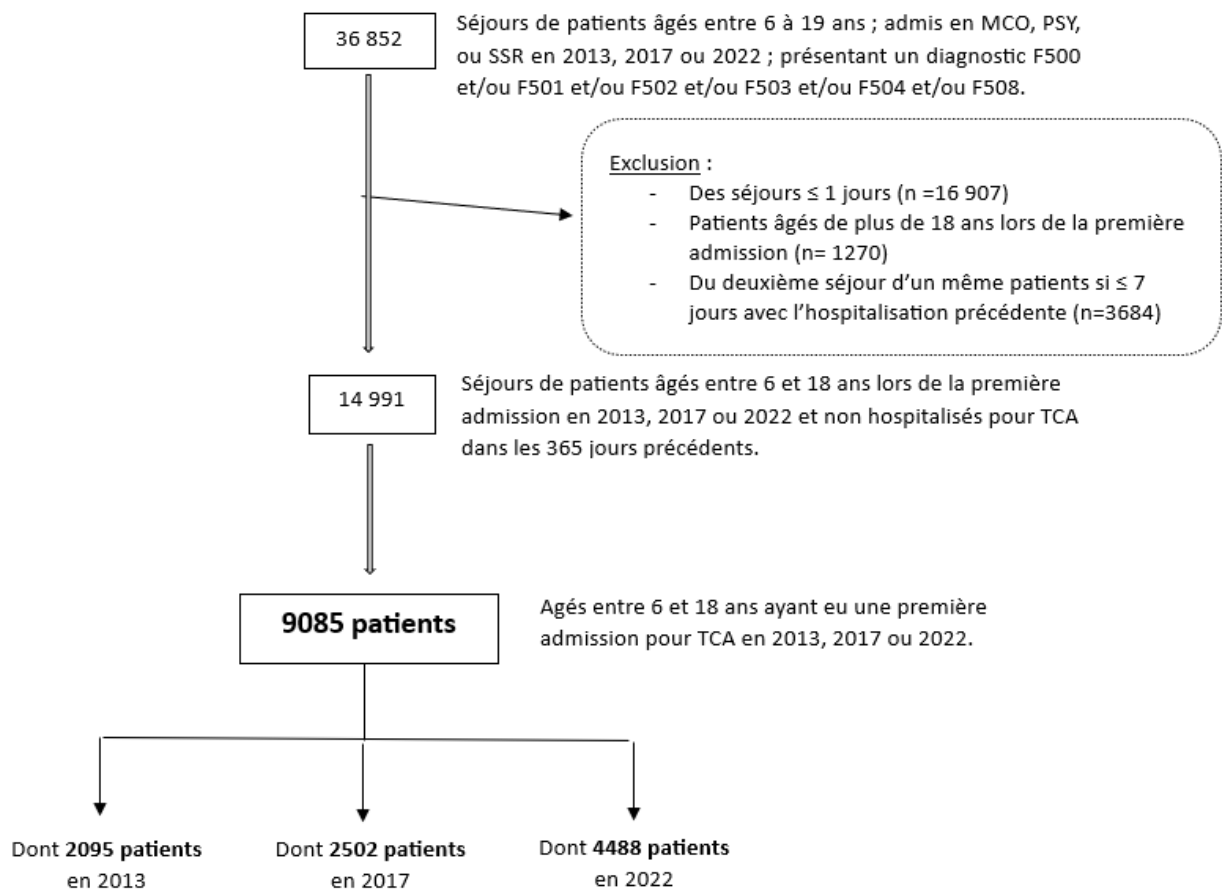 36 852
Séjours de patients âgés entre 6 à 19 ans ; admis en MCO, PSY,
ou SSR en 2013, 2017 ou 2022 ; présentant un diagnostic F500
et/ou F501 et/ou F502 et/ou F503 et/ou F504 et/ou F508.
Exclusion :
- Des séjours ≤ 1 jours (n =16 907)
- Patients âgés de plus de 18 ans lors de la première
admission (n= 1270)
- Du deuxième séjour d’un même patients si ≤ 7
jours avec l’hospitalisation précédente (n=3684)
14 991
Séjours de patients âgés entre 6 et 18 ans lors de la première
admission en 2013, 2017 ou 2022 et non hospitalisés pour TCA
dans les 365 jours précédents.
9085 patients
Agés entre 6 et 18 ans ayant eu une première
admission pour TCA en 2013, 2017 ou 2022.
Dont 2095 patients
en 2013
Dont 2502 patients
en 2017
Dont 4488 patients
en 2022